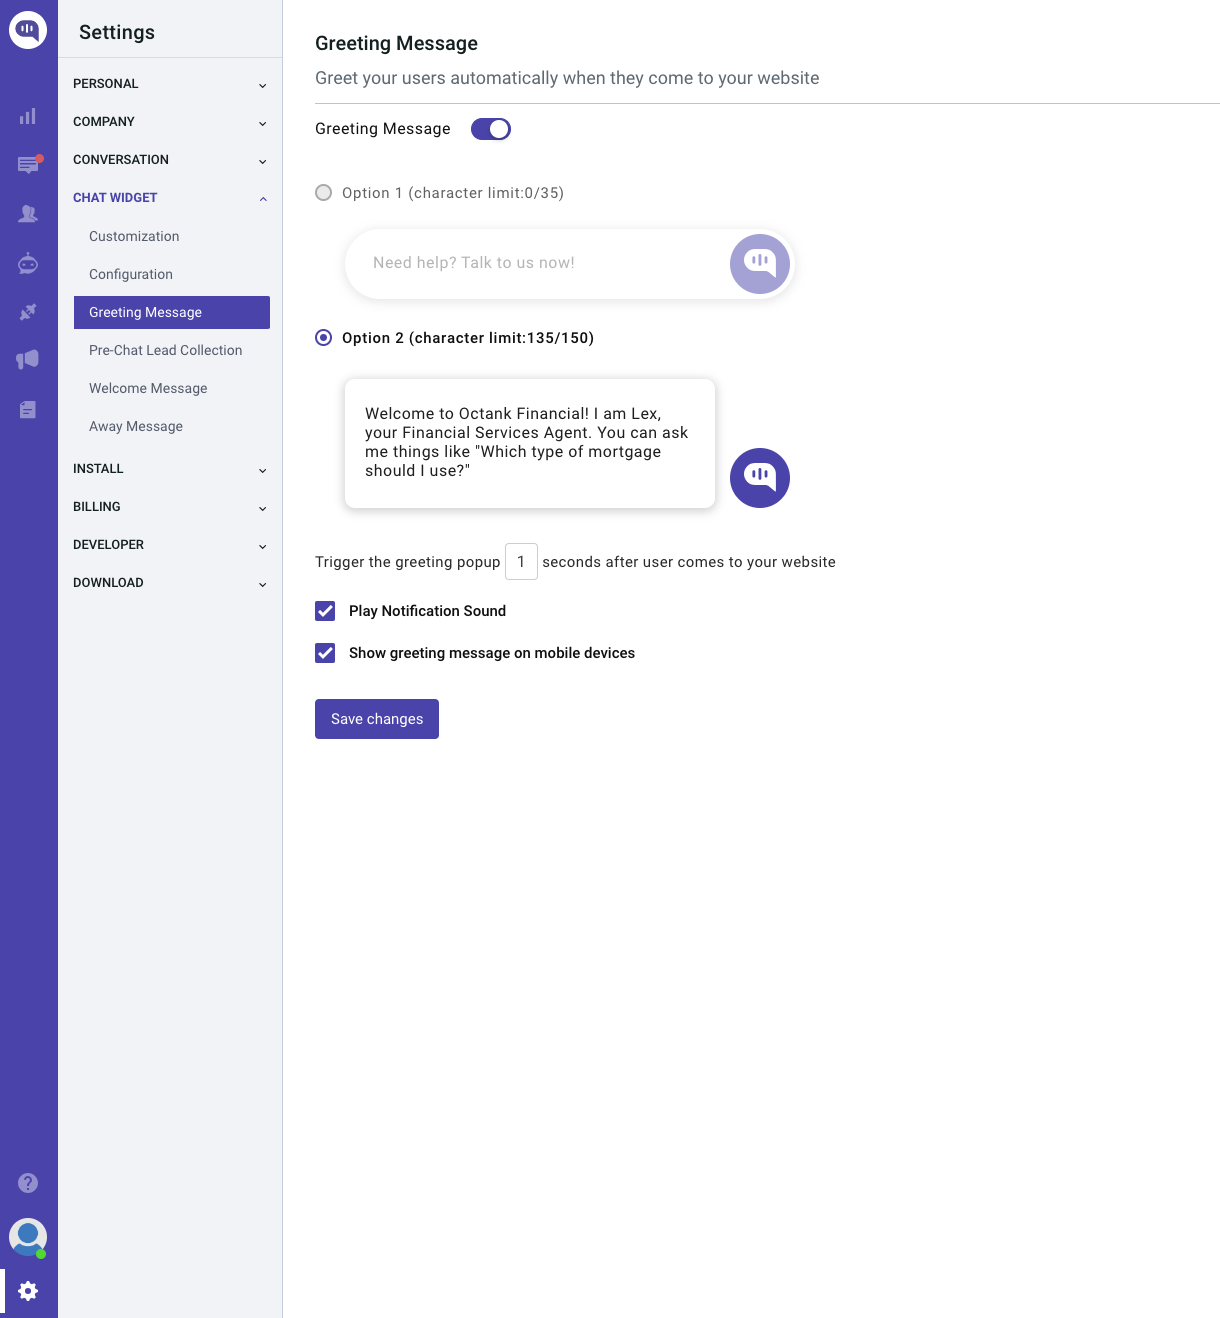 Settings
PERSONAL
COMPANY
CONVERSATION
CHAT WIDGET
Customization
Configuration
Greeting Message
Pre-Chat Lead Collection
Welcome Message
Away Message
INSTALL
BILLING
DEVELOPER
DOWNLOAD
Greeting Message
Greet your users automatically when they come to your website
Greeting Message
Option 1 (character limit:0/35)
Need help? Talk to us now!
Option 2 (character limit:135/150)
Welcome to Octank Financial! I am Lex,
your Financial Services Agent. You can ask
me things like "Which type of mortgage
should I use?"
Trigger the greeting popup 1 seconds after user comes to your website
Play Notification Sound
Show greeting message on mobile devices
Save changes
?